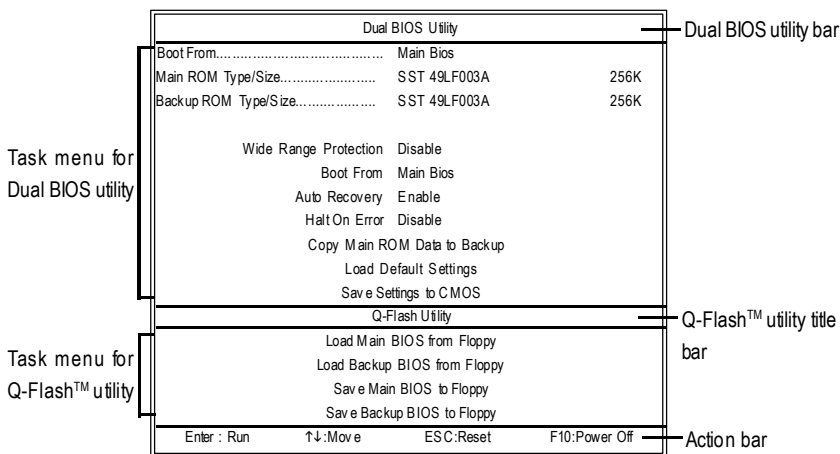 Dual BIOS Utility
Dual BIOS utility bar
Boot From........................................ Main Bios
Main ROM Type/Size....................... SST 49LF003A 256K
Backup ROM Type/Size................... SST 49LF003A 256K
Wide Range Protection Disable
Boot From Main Bios
Auto Recovery Enable
Halt On Error Disable
Copy Main ROM Data to Backup
Load Default Settings
Save Settings to CMOS
Task menu for
Dual BIOS utility
Q-Flash Utility
Q-Flash™ utility title
bar
Load Main BIOS from Floppy
Load Backup BIOS from Floppy
Save Main BIOS to Floppy
Save Backup BIOS to Floppy
Task menu for
Q-Flash™ utility
Enter : Run ↑↓:Move ESC:Reset F10:Power Off
Action bar